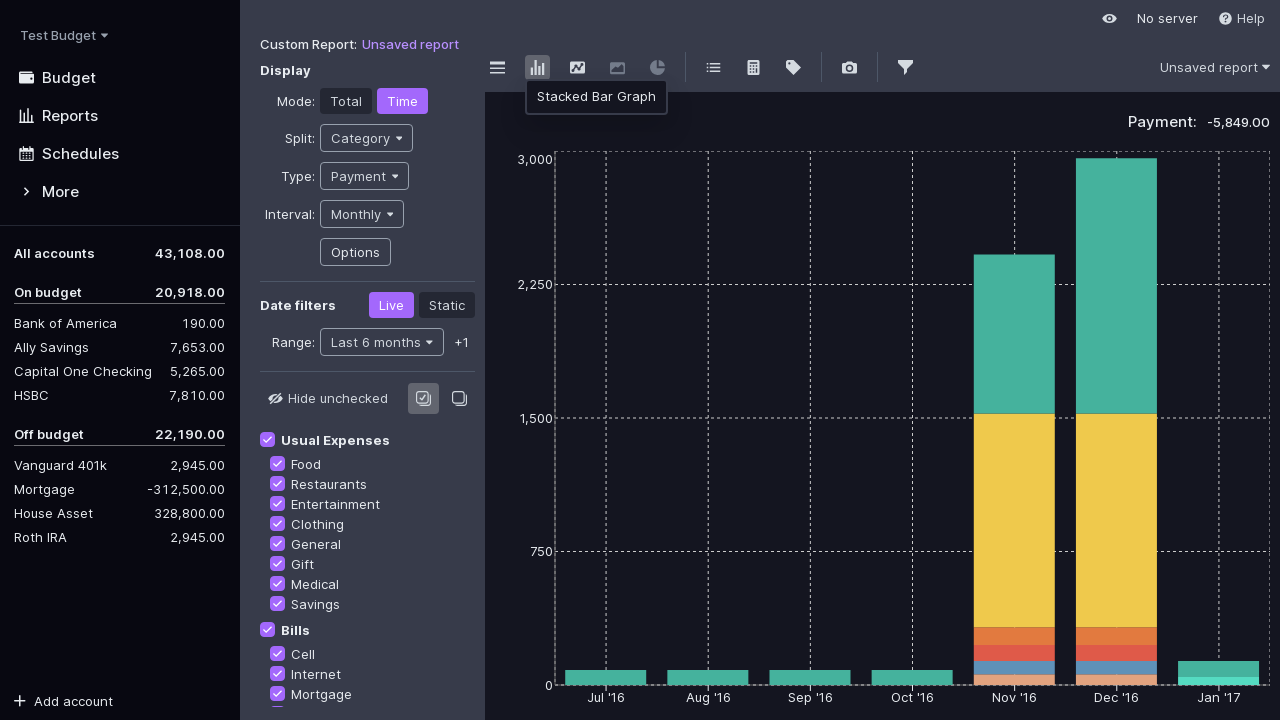 Test Budget
Budget
Reports
Schedules
More
All accounts 43,108.00
On budget 20,918.00
Bank of America 190.00
Ally Savings 7,653.00
Capital One Checking 5,265.00
HSBC 7,810.00
Off budget 22,190.00
Vanguard 401k 2,945.00
Mortgage -312,500.00
House Asset 328,800.00
Roth IRA 2,945.00
Add account
No server
Help
Custom Report: Unsaved report
Display
Mode: Total Time
Split: Category
Type: Payment
Interval: Monthly
Options
Date filters Live Static
Range: Last 6 months +1
Hide unchecked
Usual Expenses
Food
Restaurants
Entertainment
Clothing
General
Gift
Medical
Savings
Bills
Cell
Internet
Mortgage
Unsaved report
Stacked Bar Graph
Payment: -5,849.00
3,000
2,250
1,500
750
0
Jul '16 Aug '16 Sep '16 Oct '16 Nov '16 Dec '16 Jan '17